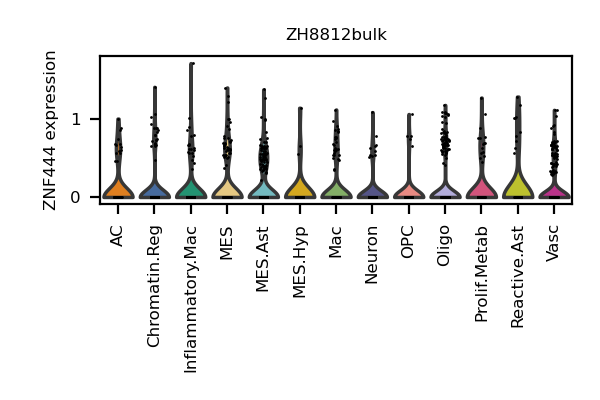 ZH8812bulk
ZNF444 expression
1
0
AC
Chromatin.Reg
Inflammatory.Mac
MES
MES.Ast
MES.Hyp
Mac
Neuron
OPC
Oligo
Prolif.Metab
Reactive.Ast
Vasc